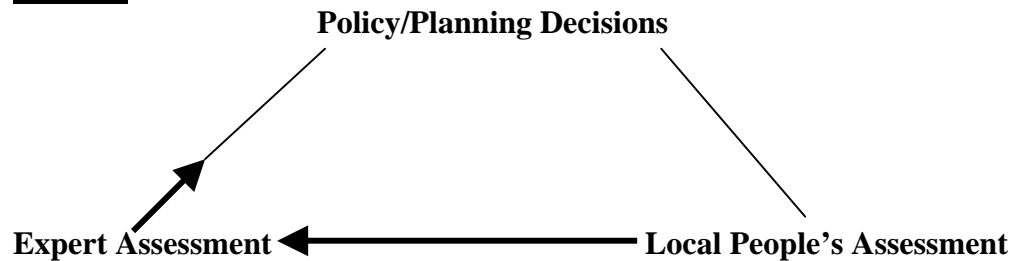 Policy/Planning Decisions
Expert Assessment
Local People's Assessment